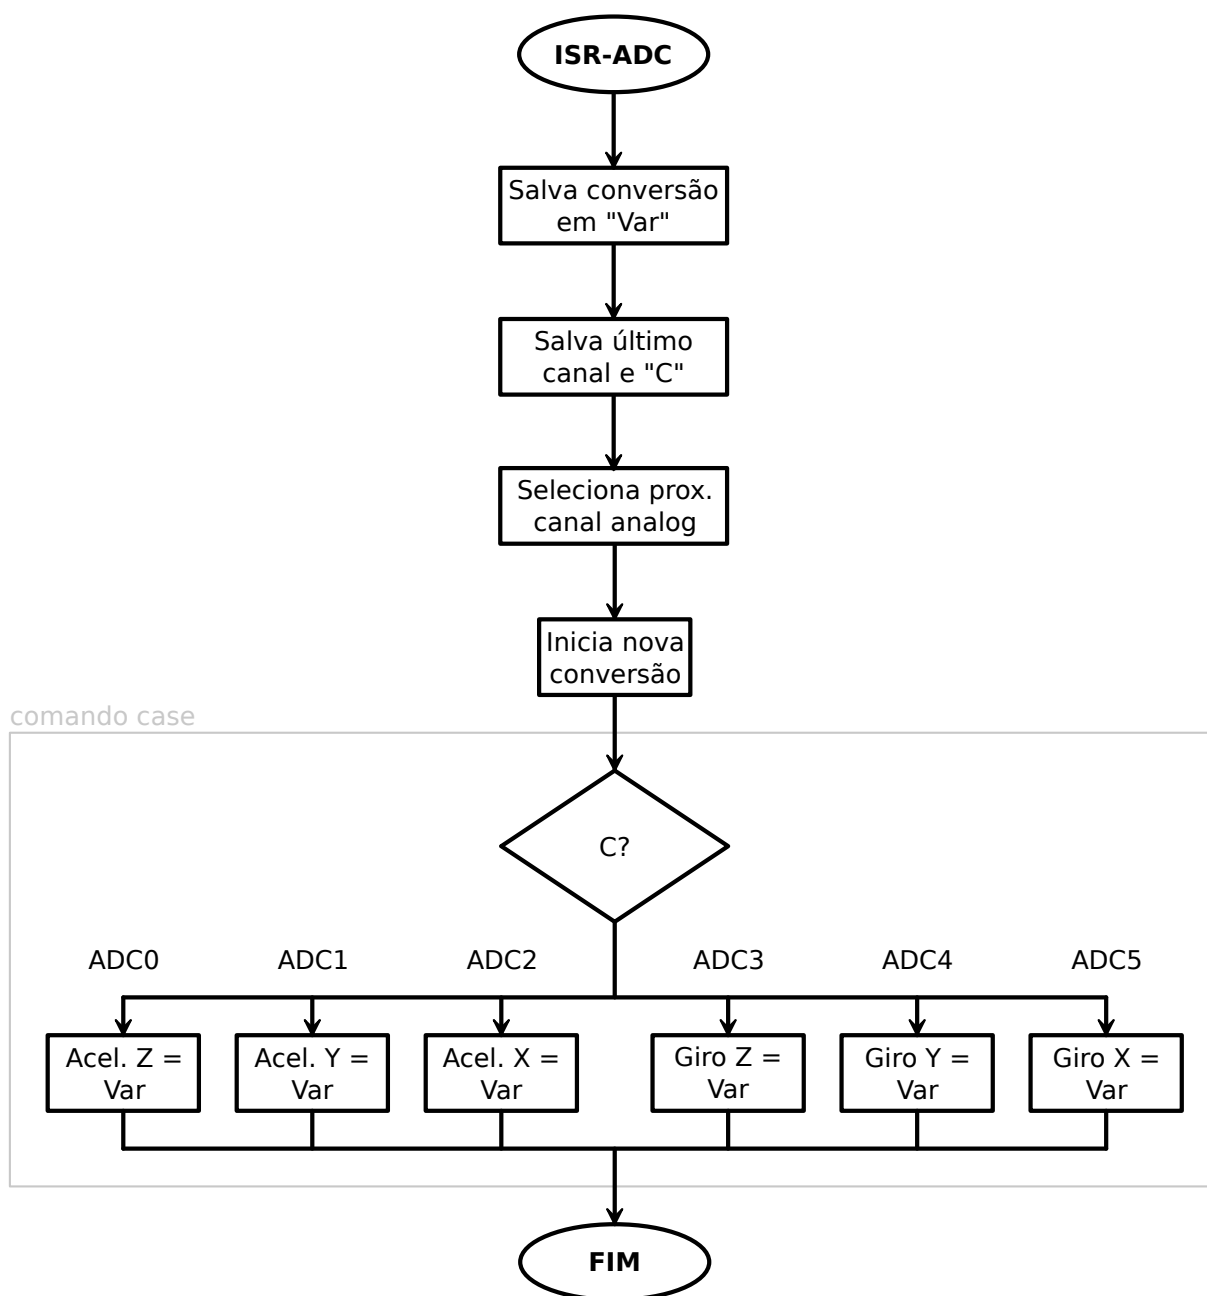 ISR-ADC
Salva conversão
em "Var"
Salva último
canal e "C"
Seleciona prox.
canal analog
Inicia nova
conversão
comando case
C?
ADC0
ADC1
ADC2
ADC3
ADC4
ADC5
Acel. Z =
Var
Acel. Y =
Var
Acel. X =
Var
Giro Z =
Var
Giro Y =
Var
Giro X =
Var
FIM